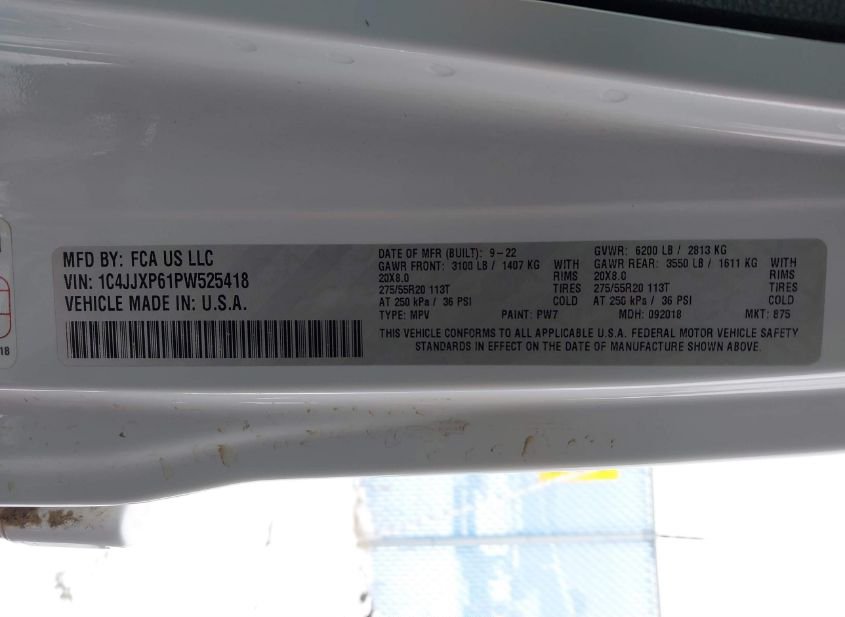 MFD BY: FCA US LLC
VIN: 1C4JJXP61PW525418
VEHICLE MADE IN: U.S.A.
DATE OF MFR (BUILT): 9-22
GAWR FRONT: 3100 LB / 1407 KG WITH
20X8.0 RIMS
275/55R20 113T TIRES
AT 250 kPa / 36 PSI COLD
TYPE: MPV PAINT: PW7
GVWR: 6200 LB / 2813 KG
GAWR REAR: 3550 LB / 1611 KG WITH
20X8.0 RIMS
275/55R20 113T TIRES
AT 250 kPa / 36 PSI COLD
MDH: 092018 MKT: 875
THIS VEHICLE CONFORMS TO ALL APPLICABLE U.S.A. FEDERAL MOTOR VEHICLE SAFETY
STANDARDS IN EFFECT ON THE DATE OF MANUFACTURE SHOWN ABOVE.